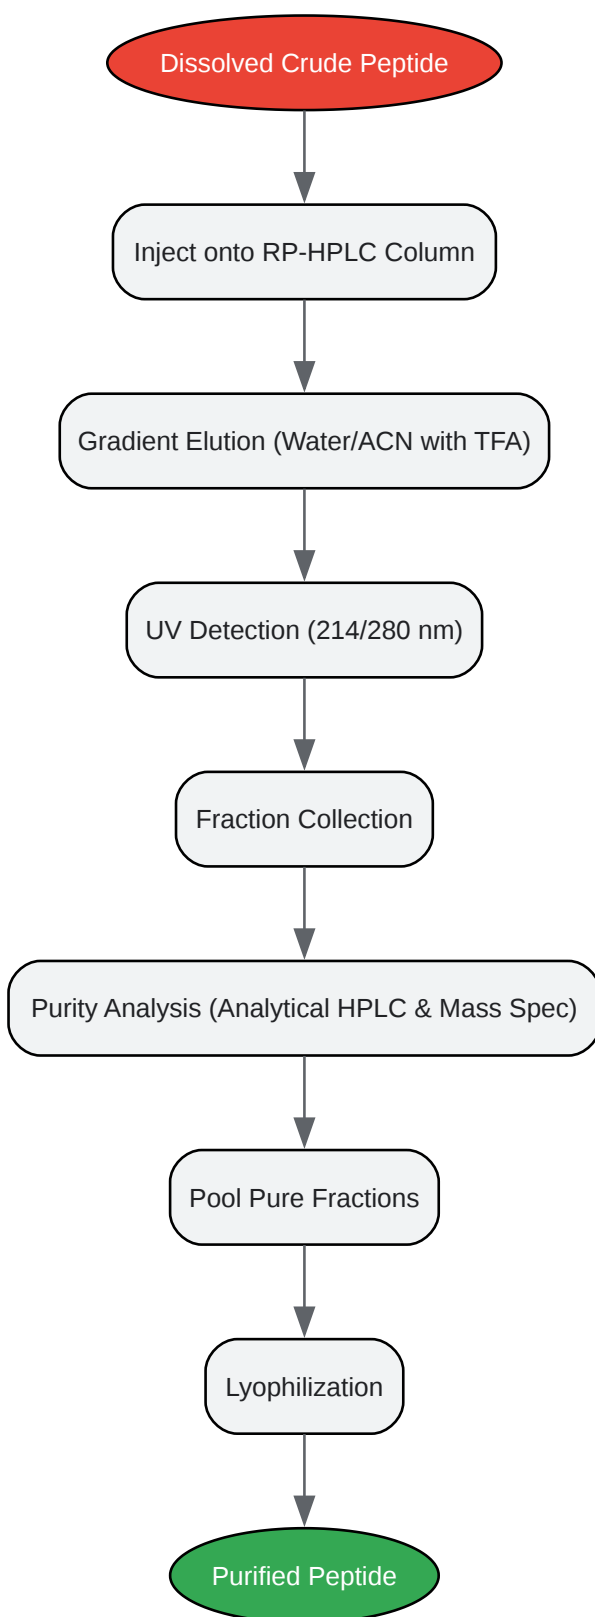 Dissolved Crude Peptide
Inject onto RP-HPLC Column
Gradient Elution (Water/ACN with TFA)
UV Detection (214/280 nm)
Fraction Collection
Purity Analysis (Analytical HPLC & Mass Spec)
Pool Pure Fractions
Lyophilization
Purified Peptide